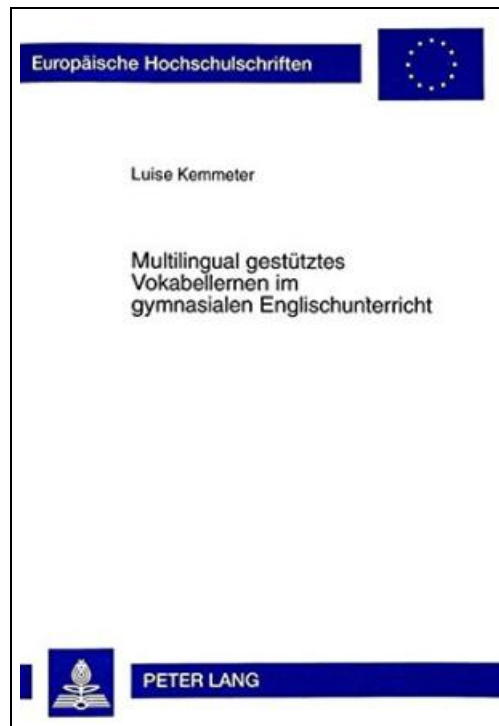 Europäische Hochschulschriften
Luise Kemmeter
Multilingual gestütztes
Vokabellernen im
gymnasialen Englischunterricht
PETER LANG